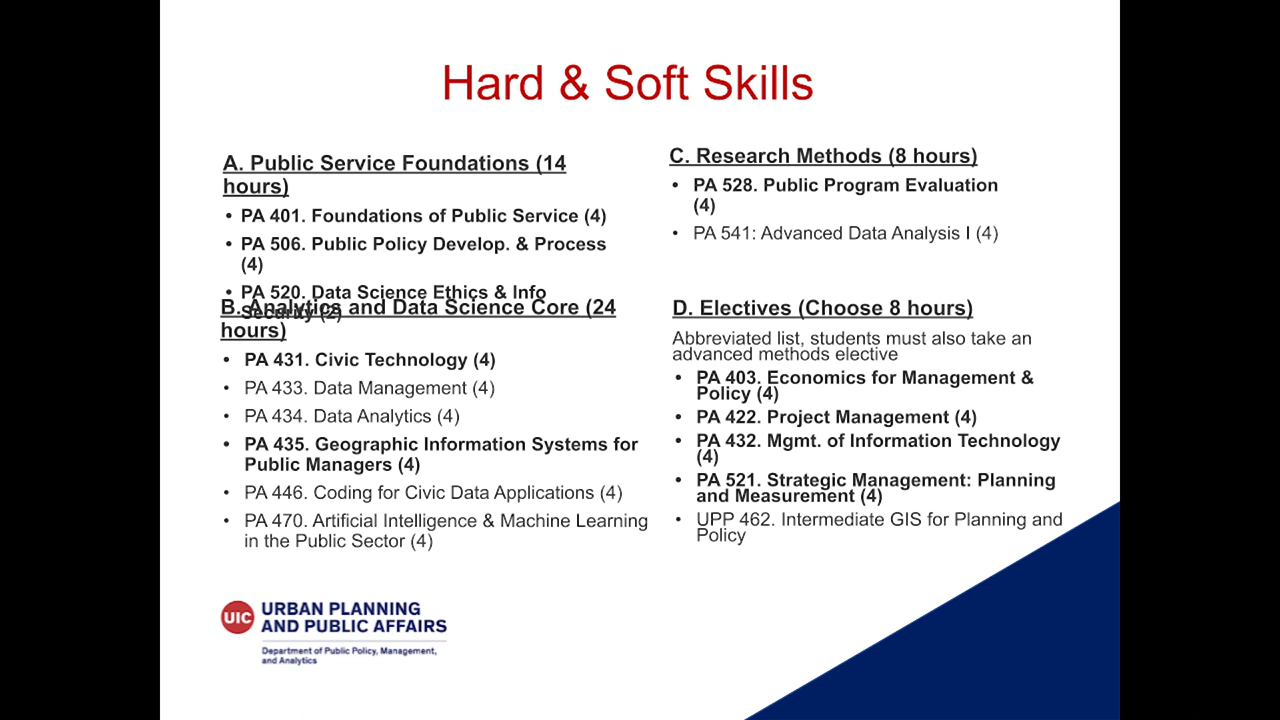 Hard & Soft Skills
A. Public Service Foundations (14
hours)
• PA 401. Foundations of Public Service (4)
• PA 506. Public Policy Develop. & Process
(4)
• PA 520. Data Science Ethics & Info
Security (2)
B. Analytics and Data Science Core (24
hours)
• PA 431. Civic Technology (4)
• PA 433. Data Management (4)
• PA 434. Data Analytics (4)
• PA 435. Geographic Information Systems for
Public Managers (4)
• PA 446. Coding for Civic Data Applications (4)
• PA 470. Artificial Intelligence & Machine Learning
in the Public Sector (4)
C. Research Methods (8 hours)
• PA 528. Public Program Evaluation
(4)
• PA 541: Advanced Data Analysis I (4)
D. Electives (Choose 8 hours)
Abbreviated list, students must also take an
advanced methods elective
• PA 403. Economics for Management &
Policy (4)
• PA 422. Project Management (4)
• PA 432. Mgmt. of Information Technology
(4)
• PA 521. Strategic Management: Planning
and Measurement (4)
• UPP 462. Intermediate GIS for Planning and
Policy
UIC
URBAN PLANNING
AND PUBLIC AFFAIRS
Department of Public Policy, Management,
and Analytics